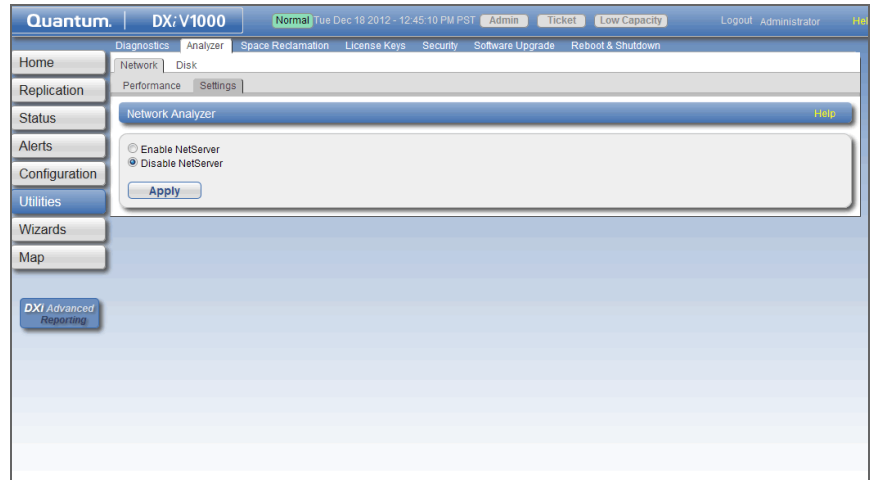 Quantum. DXi V1000 Normal Tue Dec 18 2012 - 12:45:10 PM PST Admin Ticket Low Capacity Logout Administrator Hel
Diagnostics Analyzer Space Reclamation License Keys Security Software Upgrade Reboot & Shutdown
Home
Network Disk
Replication
Performance Settings
Status
Network Analyzer Help
Alerts
Enable NetServer
Disable NetServer
Configuration
Apply
Utilities
Wizards
Map
DXi Advanced
Reporting